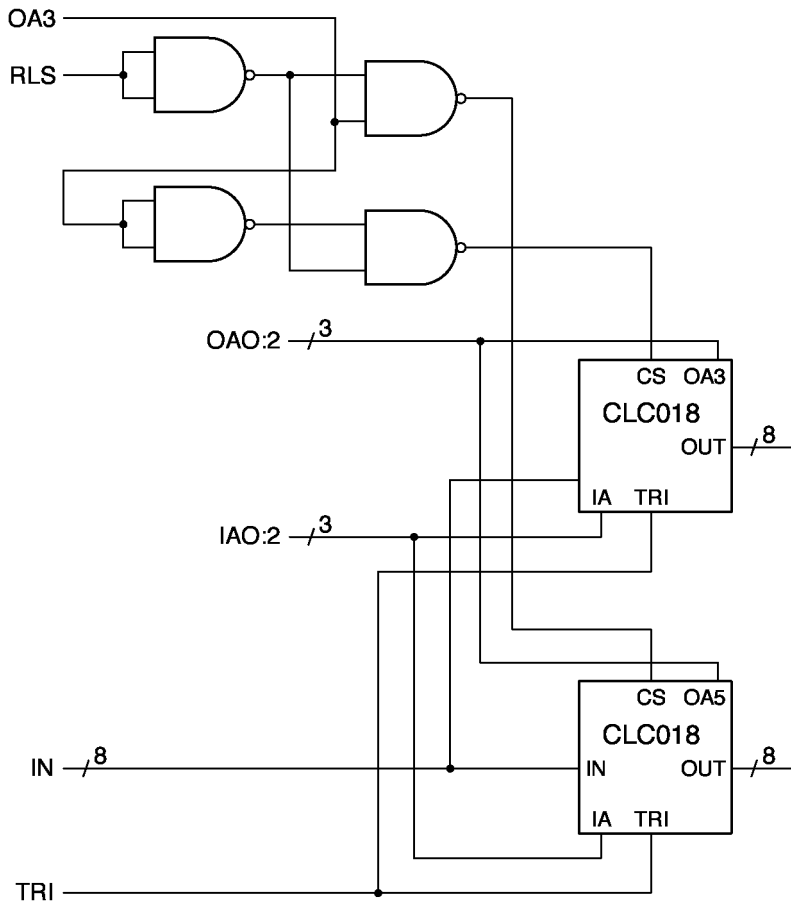 OA3
RLS
OAO:2
3
CS OA3
CLC018
OUT
8
IA TRI
IAO:2
3
CS OA5
CLC018
IN
8
IN OUT
8
IA TRI
TRI